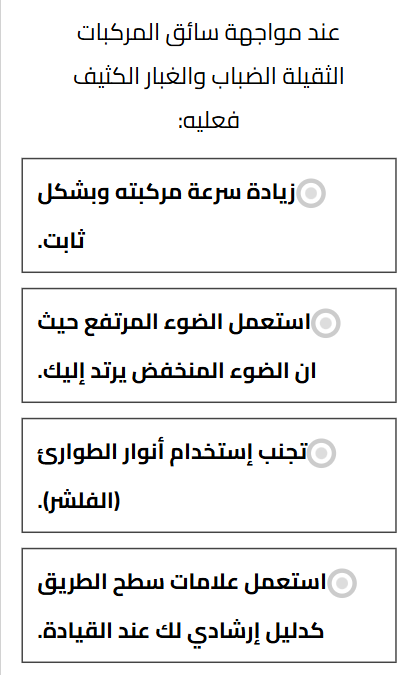 عند مواجهة سائق المركبات
الثقيلة الضباب والغبار الكثيف
فعليه:
زيادة سرعة مركبته وبشكل
ثابت.
استعمل الضوء المرتفع حيث
ان الضوء المنخفض يرتد إليك.
تجنب إستخدام أنوار الطوارئ
(الفلشر).
استعمل علامات سطح الطريق
كدليل إرشادي لك عند القيادة.